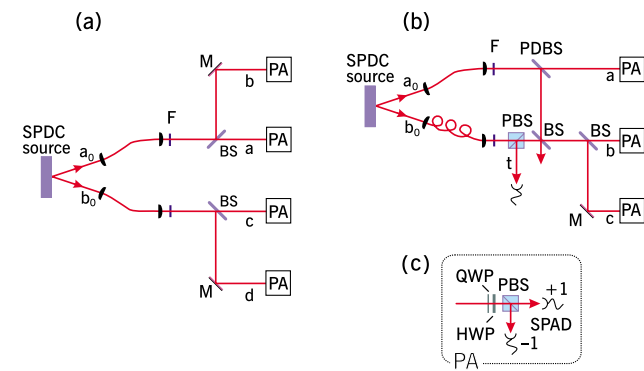 (a)
M
b
PA
F
SPDC
source
a₀
b₀
BS
a
PA
BS
c
PA
M
d
PA
(b)
SPDC
source
a₀
b₀
F
PDBS
a
PA
PBS
t
BS
BS
b
PA
M
c
PA
(c)
QWP
PBS
+1
HWP
SPAD
−1
PA